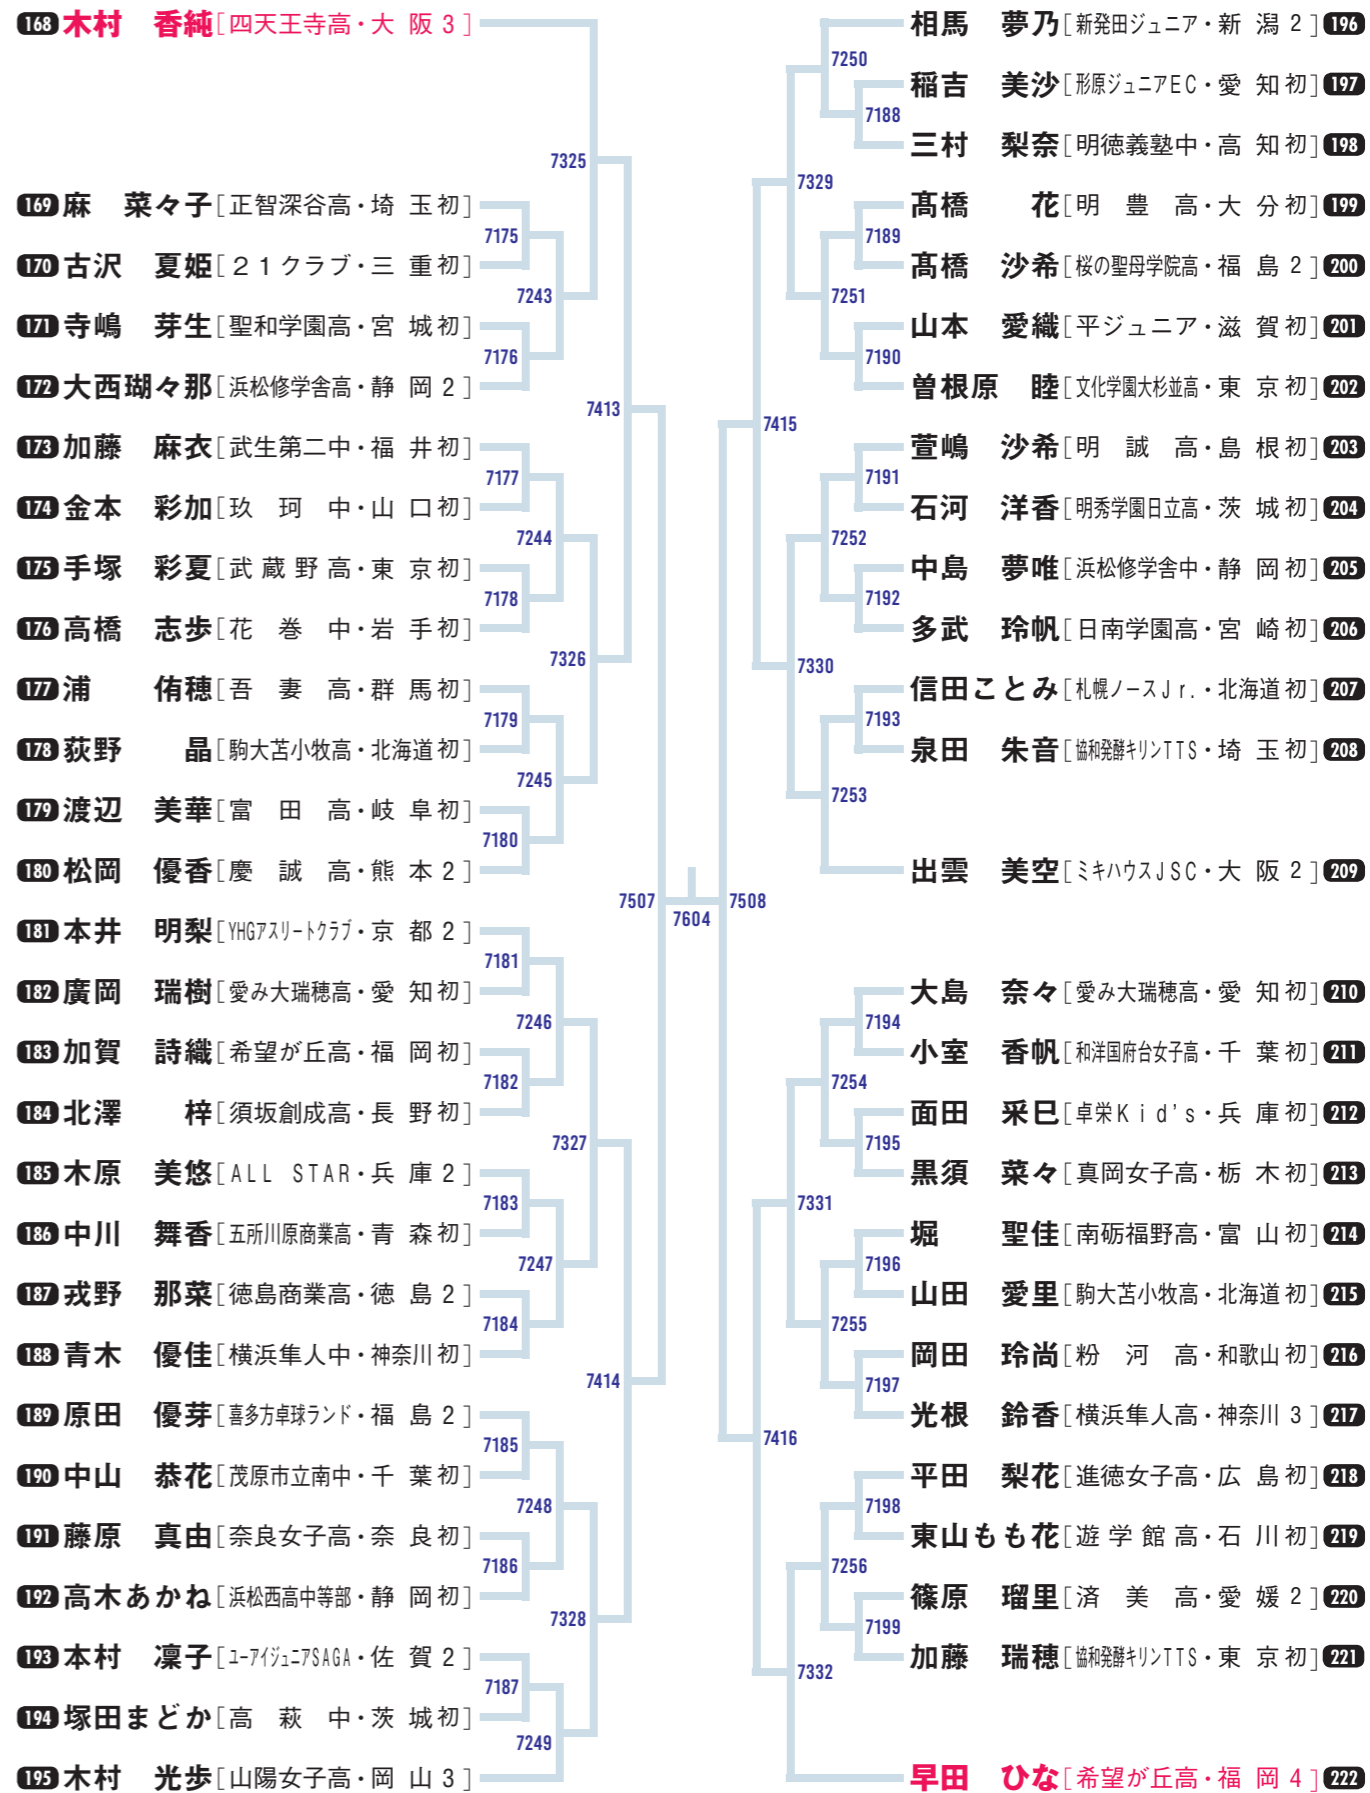 168 木村 香純 [四天王寺高・大 阪 3]
7325
169 麻 菜々子 [正智深谷高・埼 玉 初]
7175
170 古沢 夏姫 [２１クラブ・三 重 初]
7243
171 寺嶋 芽生 [聖和学園高・宮 城 初]
7176
172 大西瑚々那 [浜松修学舎高・静 岡 2]
7413
173 加藤 麻衣 [武生第二中・福 井 初]
7177
174 金本 彩加 [玖 珂 中・山 口 初]
7244
175 手塚 彩夏 [武蔵野高・東 京 初]
7178
176 高橋 志歩 [花 巻 中・岩 手 初]
7326
177 浦 侑穂 [吾 妻 高・群 馬 初]
7179
178 荻野 晶 [駒大苫小牧高・北海道 初]
7245
179 渡辺 美華 [富 田 高・岐 阜 初]
7180
180 松岡 優香 [慶 誠 高・熊 本 2]
7507
7604
181 本井 明梨 [YHGアスリートクラブ・京 都 2]
7181
182 廣岡 瑞樹 [愛み大瑞穂高・愛 知 初]
7246
183 加賀 詩織 [希望が丘高・福 岡 初]
7182
184 北澤 梓 [須坂創成高・長 野 初]
7327
185 木原 美悠 [ALL STAR・兵 庫 2]
7183
186 中川 舞香 [五所川原商業高・青 森 初]
7247
187 戎野 那菜 [徳島商業高・徳 島 2]
7184
188 青木 優佳 [横浜隼人中・神奈川 初]
7414
189 原田 優芽 [喜多方卓球ランド・福 島 2]
7185
190 中山 恭花 [茂原市立南中・千 葉 初]
7248
191 藤原 真由 [奈良女子高・奈 良 初]
7186
192 高木あかね [浜松西高中等部・静 岡 初]
7328
193 本村 凜子 [ユーアイジュニアSAGA・佐 賀 2]
7187
194 塚田まどか [高 萩 中・茨 城 初]
7249
195 木村 光歩 [山陽女子高・岡 山 3]
相馬 夢乃 [新発田ジュニア・新 潟 2] 196
7250
稲吉 美沙 [形原ジュニアEC・愛 知 初] 197
7188
三村 梨奈 [明徳義塾中・高 知 初] 198
7329
髙橋 花 [明 豊 高・大 分 初] 199
7189
髙橋 沙希 [桜の聖母学院高・福 島 2] 200
7251
山本 愛織 [平ジュニア・滋 賀 初] 201
7190
曽根原 睦 [文化学園大杉並高・東 京 初] 202
7415
萱嶋 沙希 [明 誠 高・島 根 初] 203
7191
石河 洋香 [明秀学園日立高・茨 城 初] 204
7252
中島 夢唯 [浜松修学舎中・静 岡 初] 205
7192
多武 玲帆 [日南学園高・宮 崎 初] 206
7330
信田ことみ [札幌ノースＪｒ.・北海道 初] 207
7193
泉田 朱音 [協和発酵キリンTTS・埼 玉 初] 208
7253
出雲 美空 [ミキハウスJSC・大 阪 2] 209
7508
大島 奈々 [愛み大瑞穂高・愛 知 初] 210
7194
小室 香帆 [和洋国府台女子高・千 葉 初] 211
7254
面田 采巳 [卓栄Ｋｉｄ'ｓ・兵 庫 初] 212
7195
黒須 菜々 [真岡女子高・栃 木 初] 213
7331
堀 聖佳 [南砺福野高・富 山 初] 214
7196
山田 愛里 [駒大苫小牧高・北海道 初] 215
7255
岡田 玲尚 [粉 河 高・和歌山 初] 216
7197
光根 鈴香 [横浜隼人高・神奈川 3] 217
7416
平田 梨花 [進徳女子高・広 島 初] 218
7198
東山もも花 [遊学館高・石 川 初] 219
7256
篠原 瑠里 [済 美 高・愛 媛 2] 220
7199
加藤 瑞穂 [協和発酵キリンTTS・東 京 初] 221
7332
早田 ひな [希望が丘高・福 岡 4] 222